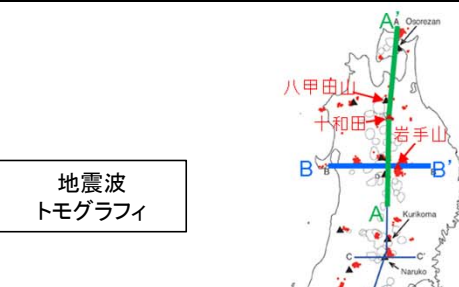 地震波
トモグラフィ
A'
A
Osorezan
八甲田山
十和田
岩手山
B
B
B'
A
Kurikoma
C
C'
Naruko